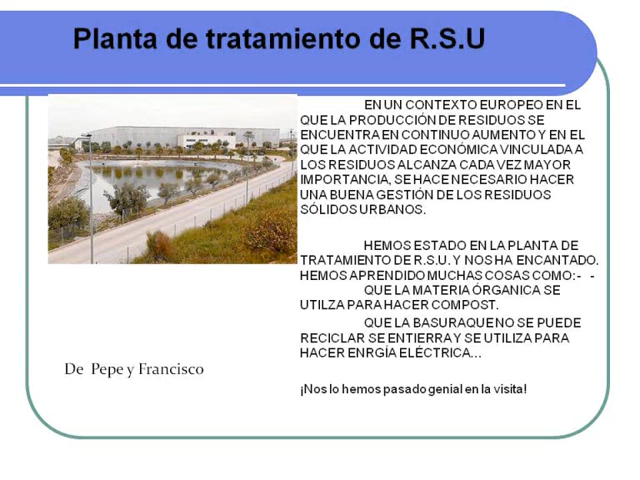 Planta de tratamiento de R.S.U
EN UN CONTEXTO EUROPEO EN EL
QUE LA PRODUCCIÓN DE RESIDUOS SE
ENCUENTRA EN CONTINUO AUMENTO Y EN EL
QUE LA ACTIVIDAD ECONÓMICA VINCULADA A
LOS RESIDUOS ALCANZA CADA VEZ MAYOR
IMPORTANCIA, SE HACE NECESARIO HACER
UNA BUENA GESTIÓN DE LOS RESIDUOS
SÓLIDOS URBANOS.
HEMOS ESTADO EN LA PLANTA DE
TRATAMIENTO DE R.S.U. Y NOS HA ENCANTADO.
HEMOS APRENDIDO MUCHAS COSAS COMO:- -
QUE LA MATERIA ÓRGANICA SE
UTILZA PARA HACER COMPOST.
QUE LA BASURAQUE NO SE PUEDE
RECICLAR SE ENTIERRA Y SE UTILIZA PARA
HACER ENRGÍA ELÉCTRICA...
¡Nos lo hemos pasado genial en la visita!
De Pepe y Francisco